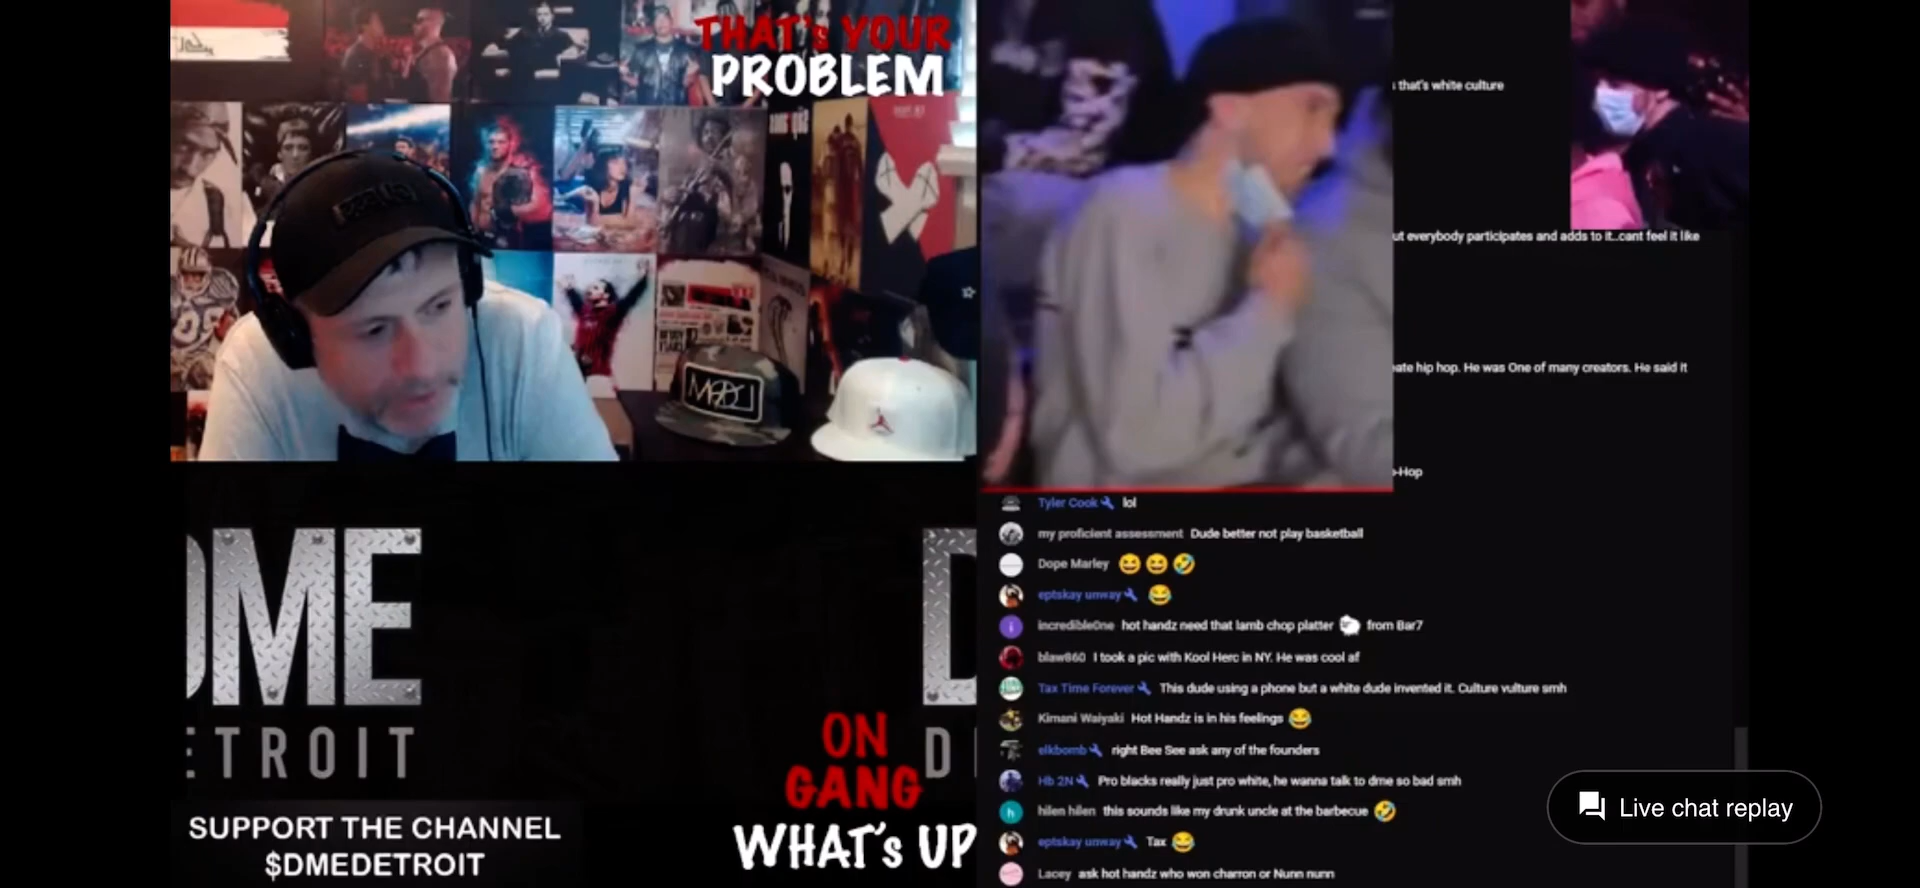 THAT's YOUR
PROBLEM
s that's white culture
ut everybody participates and adds to it..cant feel it like
ate hip hop. He was One of many creators. He said it
-Hop
Tyler Cook lol
my proficient assessment Dude better not play basketball
Dope Marley 😆😆🤣
eptskay unway 😂
incredibleOne hot handz need that lamb chop platter 🐑 from Bar7
blaw860 I took a pic with Kool Herc in NY. He was cool af
Tax Time Forever This dude using a phone but a white dude invented it. Culture vulture smh
Kimani Waiyaki Hot Handz is in his feelings 😂
elkbomb right Bee See ask any of the founders
Hb 2N Pro blacks really just pro white, he wanna talk to dme so bad smh
hilen hilen this sounds like my drunk uncle at the barbecue 🤣
eptskay unway Tax 😂
Lacey ask hot handz who won charron or Nunn nunn
DME
ETROIT
D
D
SUPPORT THE CHANNEL
$DMEDETROIT
ON
GANG
WHAT's UP
Live chat replay